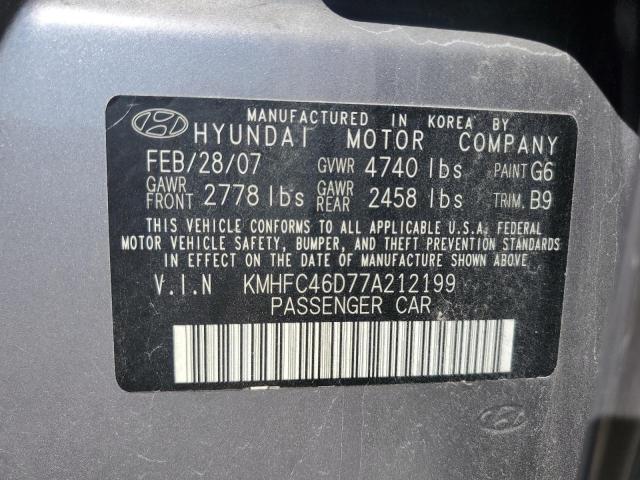 MANUFACTURED IN KOREA BY
HYUNDAI MOTOR COMPANY
FEB/28/07 GVWR 4740 lbs PAINT G6
GAWR FRONT 2778 lbs GAWR REAR 2458 lbs TRIM. B9
THIS VEHICLE CONFORMS TO ALL APPLICABLE U.S.A. FEDERAL
MOTOR VEHICLE SAFETY, BUMPER, AND THEFT PREVENTION STANDARDS
IN EFFECT ON THE DATE OF MANUFACTURE SHOWN ABOVE.
V.I.N KMHFC46D77A212199
PASSENGER CAR